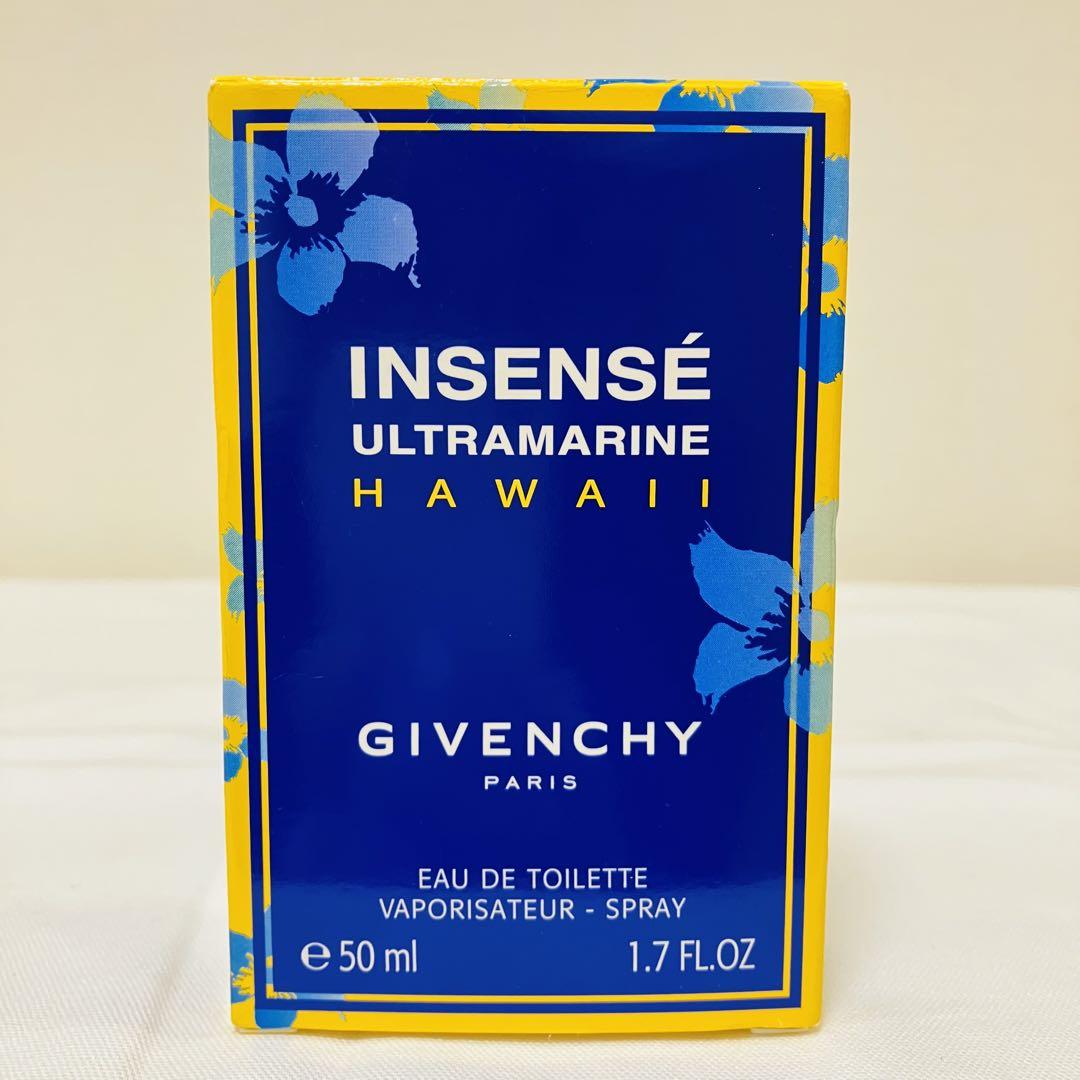 INSENSÉ
ULTRAMARINE
HAWAII
GIVENCHY
PARIS
EAU DE TOILETTE
VAPORISATEUR - SPRAY
℮50 ml 1.7 FL.OZ